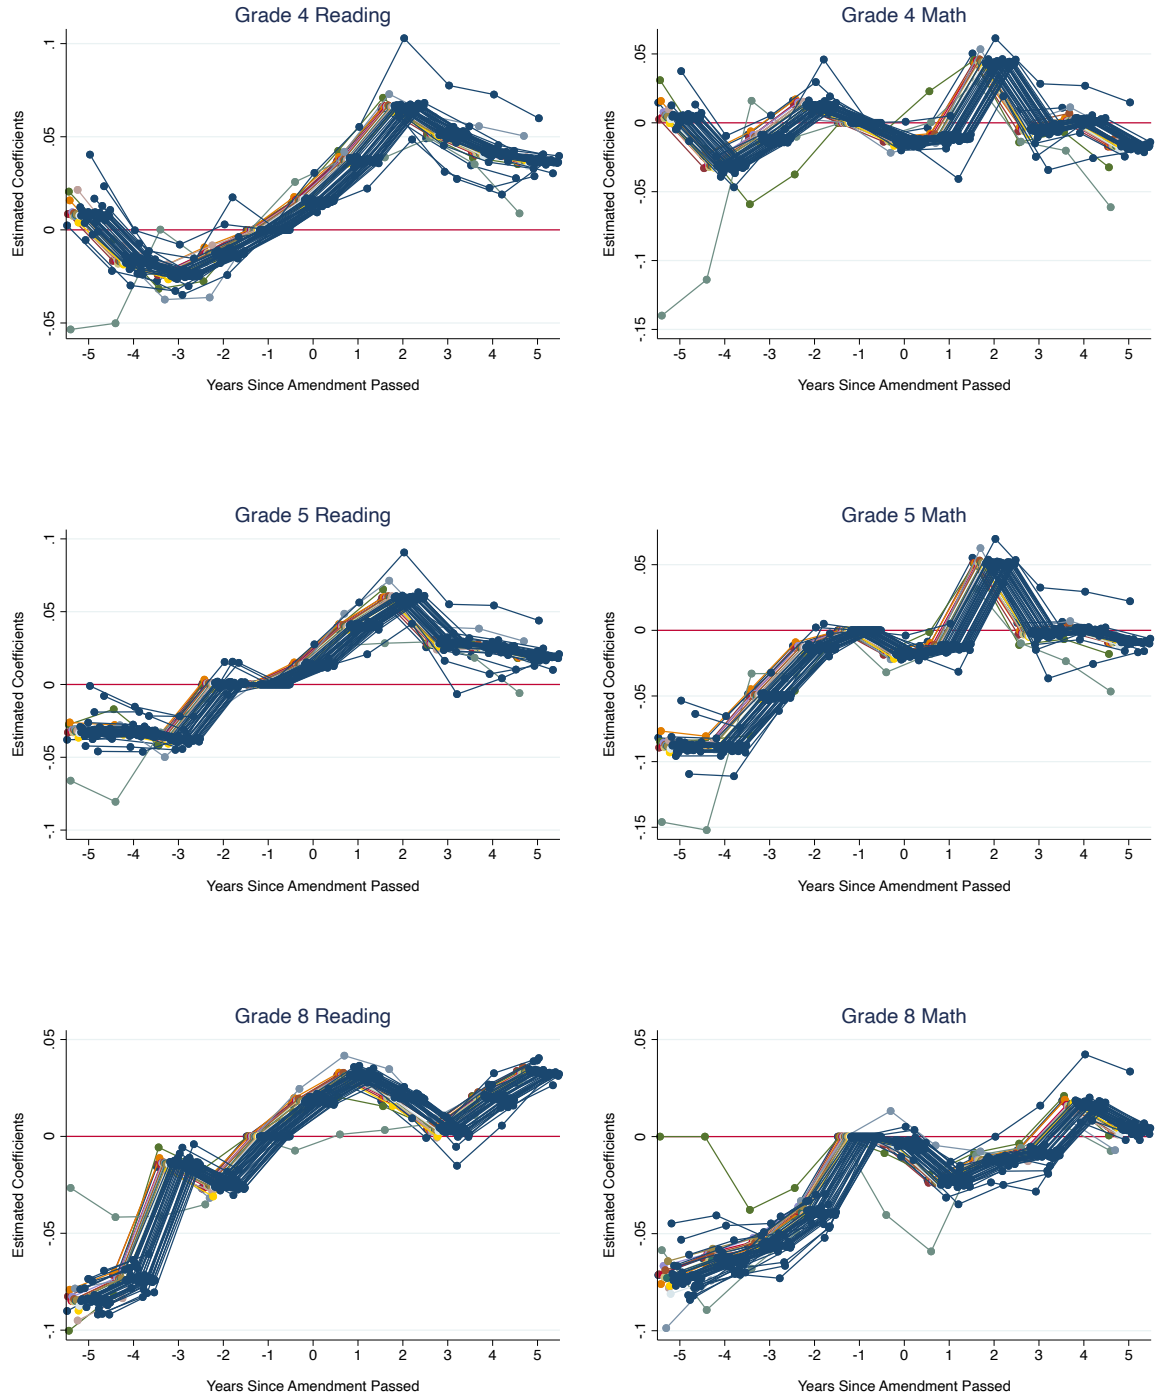 Grade 4 Reading
Estimated Coefficients
.1
.05
0
-.05
-5 -4 -3 -2 -1 0 1 2 3 4 5
Years Since Amendment Passed
Grade 4 Math
Estimated Coefficients
.05
0
-.05
-.1
-.15
-5 -4 -3 -2 -1 0 1 2 3 4 5
Years Since Amendment Passed
Grade 5 Reading
Estimated Coefficients
.1
.05
0
-.05
-.1
-5 -4 -3 -2 -1 0 1 2 3 4 5
Years Since Amendment Passed
Grade 5 Math
Estimated Coefficients
.05
0
-.05
-.1
-.15
-5 -4 -3 -2 -1 0 1 2 3 4 5
Years Since Amendment Passed
Grade 8 Reading
Estimated Coefficients
.05
0
-.05
-.1
-5 -4 -3 -2 -1 0 1 2 3 4 5
Years Since Amendment Passed
Grade 8 Math
Estimated Coefficients
.05
0
-.05
-.1
-5 -4 -3 -2 -1 0 1 2 3 4 5
Years Since Amendment Passed